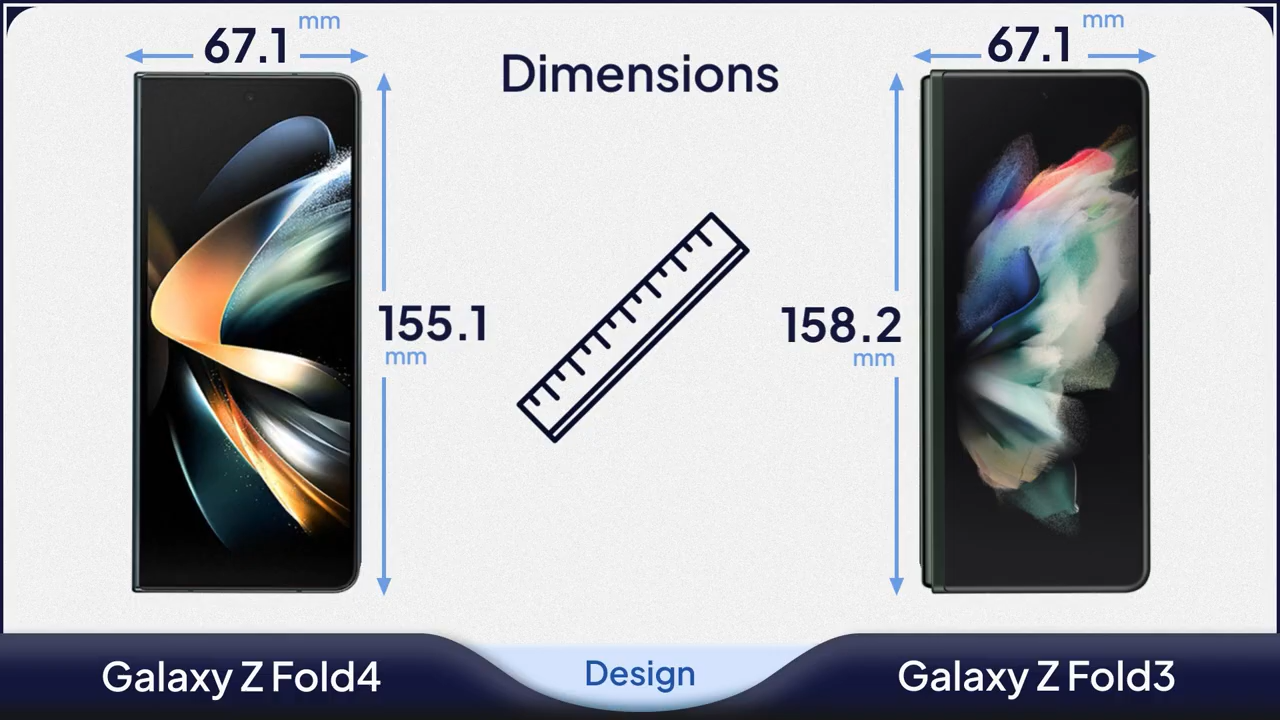 mm
67.1
mm
67.1
Dimensions
155.1
mm
158.2
mm
Galaxy Z Fold4
Design
Galaxy Z Fold3